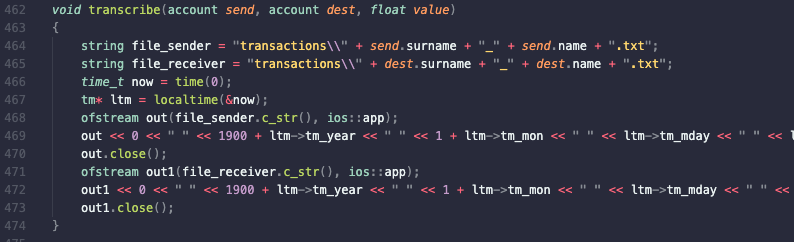 462 void transcribe(account send, account dest, float value)
463 {
464 string file_sender = "transactions\\" + send.surname + "_" + send.name + ".txt";
465 string file_receiver = "transactions\\" + dest.surname + "_" + dest.name + ".txt";
466 time_t now = time(0);
467 tm* ltm = localtime(&now);
468 ofstream out(file_sender.c_str(), ios::app);
469 out << 0 << " " << 1900 + ltm->tm_year << " " << 1 + ltm->tm_mon << " " << ltm->tm_mday << " " <<
470 out.close();
471 ofstream out1(file_receiver.c_str(), ios::app);
472 out1 << 0 << " " << 1900 + ltm->tm_year << " " << 1 + ltm->tm_mon << " " << ltm->tm_mday << " " <<
473 out1.close();
474 }